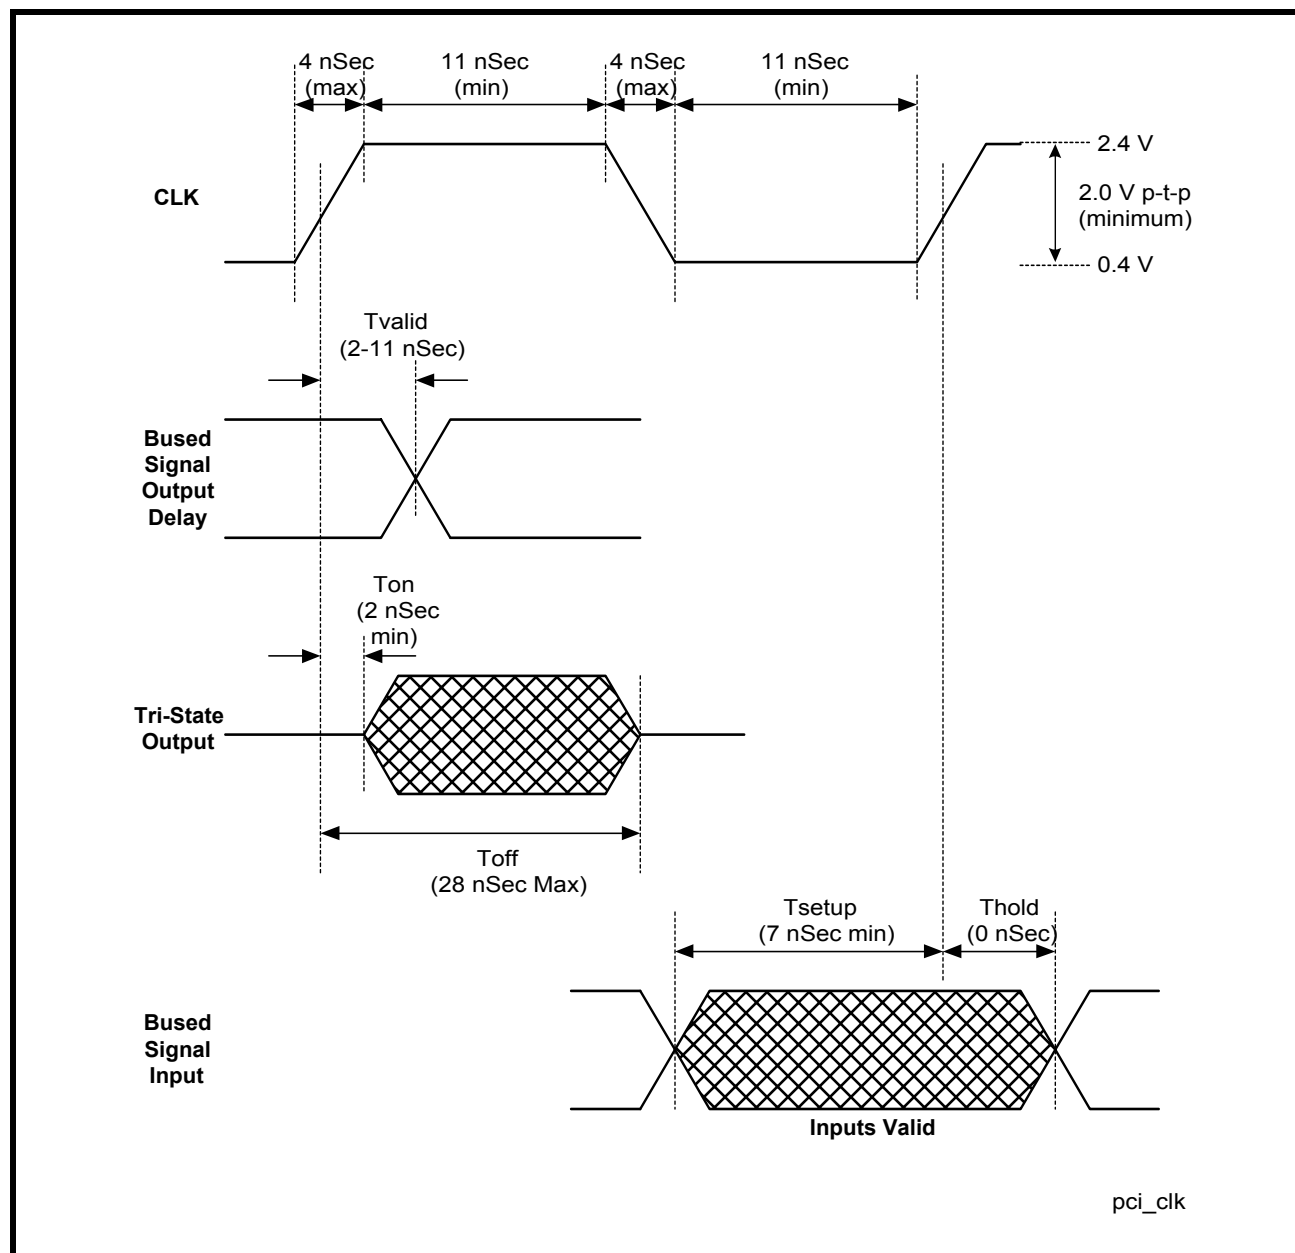 4 nSec
(max)
11 nSec
(min)
4 nSec
(max)
11 nSec
(min)
2.4 V
CLK
2.0 V p-t-p
(minimum)
0.4 V
Tvalid
(2-11 nSec)
Bused
Signal
Output
Delay
Ton
(2 nSec
min)
Tri-State
Output
Toff
(28 nSec Max)
Tsetup
(7 nSec min)
Thold
(0 nSec)
Bused
Signal
Input
Inputs Valid
pci_clk